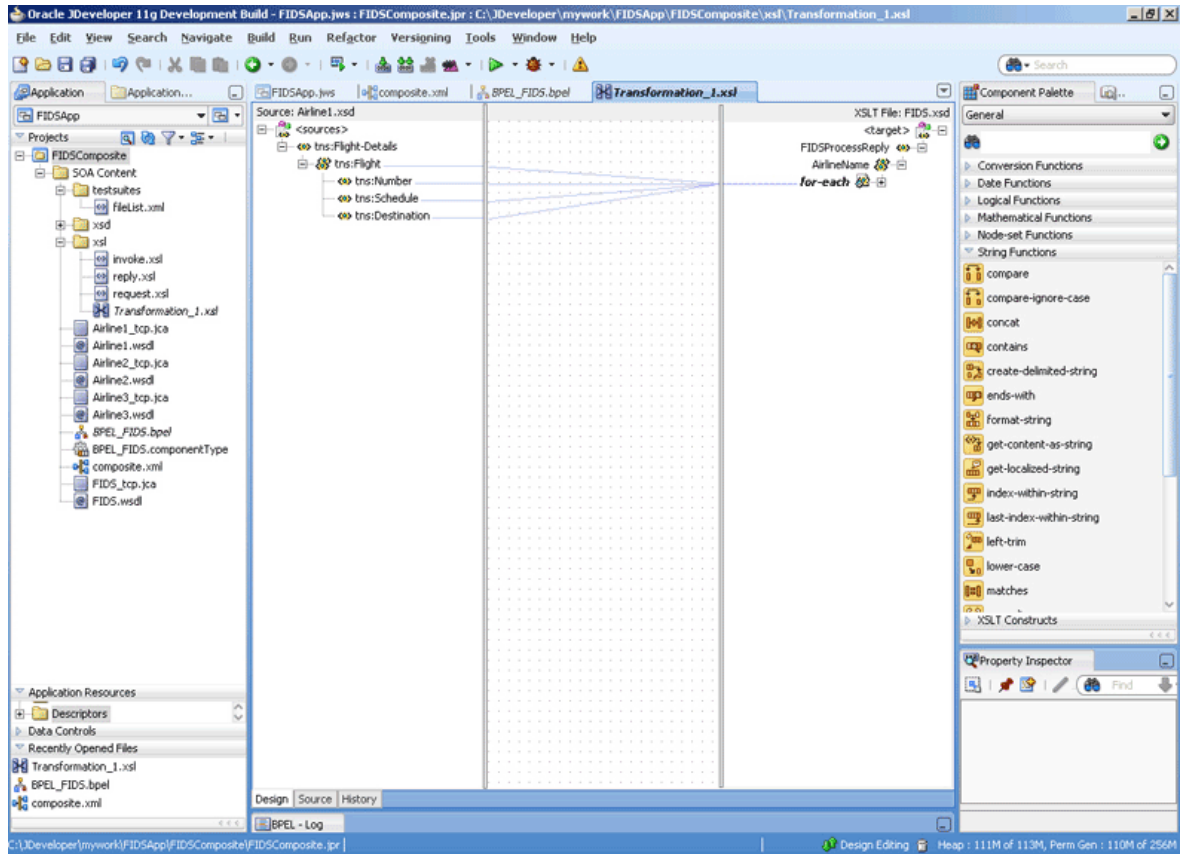 Oracle JDeveloper 11g Development Build - FIDSApp.jws : FIDSComposite.jpr : C:\JDeveloper\mywork\FIDSApp\FIDSComposite\xsl\Transformation_1.xsl
File Edit View Search Navigate Build Run Refactor Versioning Tools Window Help
Search
Application
Application...
FIDSApp
Projects
FIDSComposite
SOA Content
testsuites
fileList.xml
xsd
xsl
invoke.xsl
reply.xsl
request.xsl
Transformation_1.xsl
Airline1_tcp.jca
Airline1.wsdl
Airline2_tcp.jca
Airline2.wsdl
Airline3_tcp.jca
Airline3.wsdl
BPEL_FIDS.bpel
BPEL_FIDS.componentType
composite.xml
FIDS_tcp.jca
FIDS.wsdl
Application Resources
Descriptors
Data Controls
Recently Opened Files
Transformation_1.xsl
BPEL_FIDS.bpel
composite.xml
FIDSApp.jws composite.xml BPEL_FIDS.bpel Transformation_1.xsl
Source: Airline1.xsd
<sources>
tns:Flight-Details
tns:Flight
tns:Number
tns:Schedule
tns:Destination
XSLT File: FIDS.xsd
<target>
FIDSProcessReply
AirlineName
for-each
Design Source History
BPEL - Log
Component Palette
General
Conversion Functions
Date Functions
Logical Functions
Mathematical Functions
Node-set Functions
String Functions
compare
compare-ignore-case
concat
contains
create-delimited-string
ends-with
format-string
get-content-as-string
get-localized-string
index-within-string
last-index-within-string
left-trim
lower-case
matches
XSLT Constructs
Property Inspector
Find
C:\JDeveloper\mywork\FIDSApp\FIDSComposite\FIDSComposite.jpr
Design Editing
Heap : 111M of 113M, Perm Gen : 110M of 256M